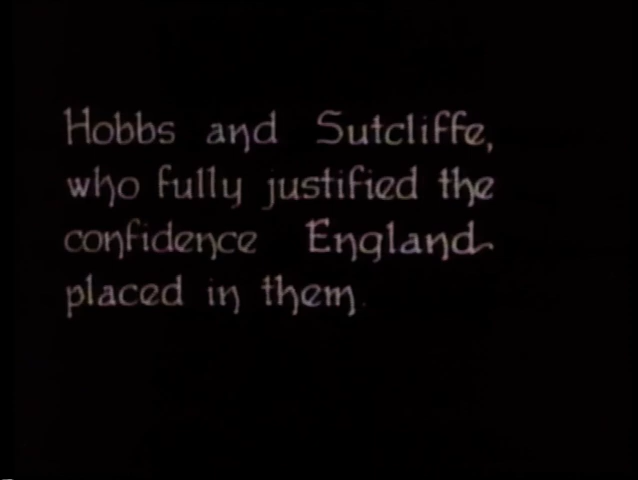 Hobbs and Sutcliffe,
who fully justified the
confidence England
placed in them.